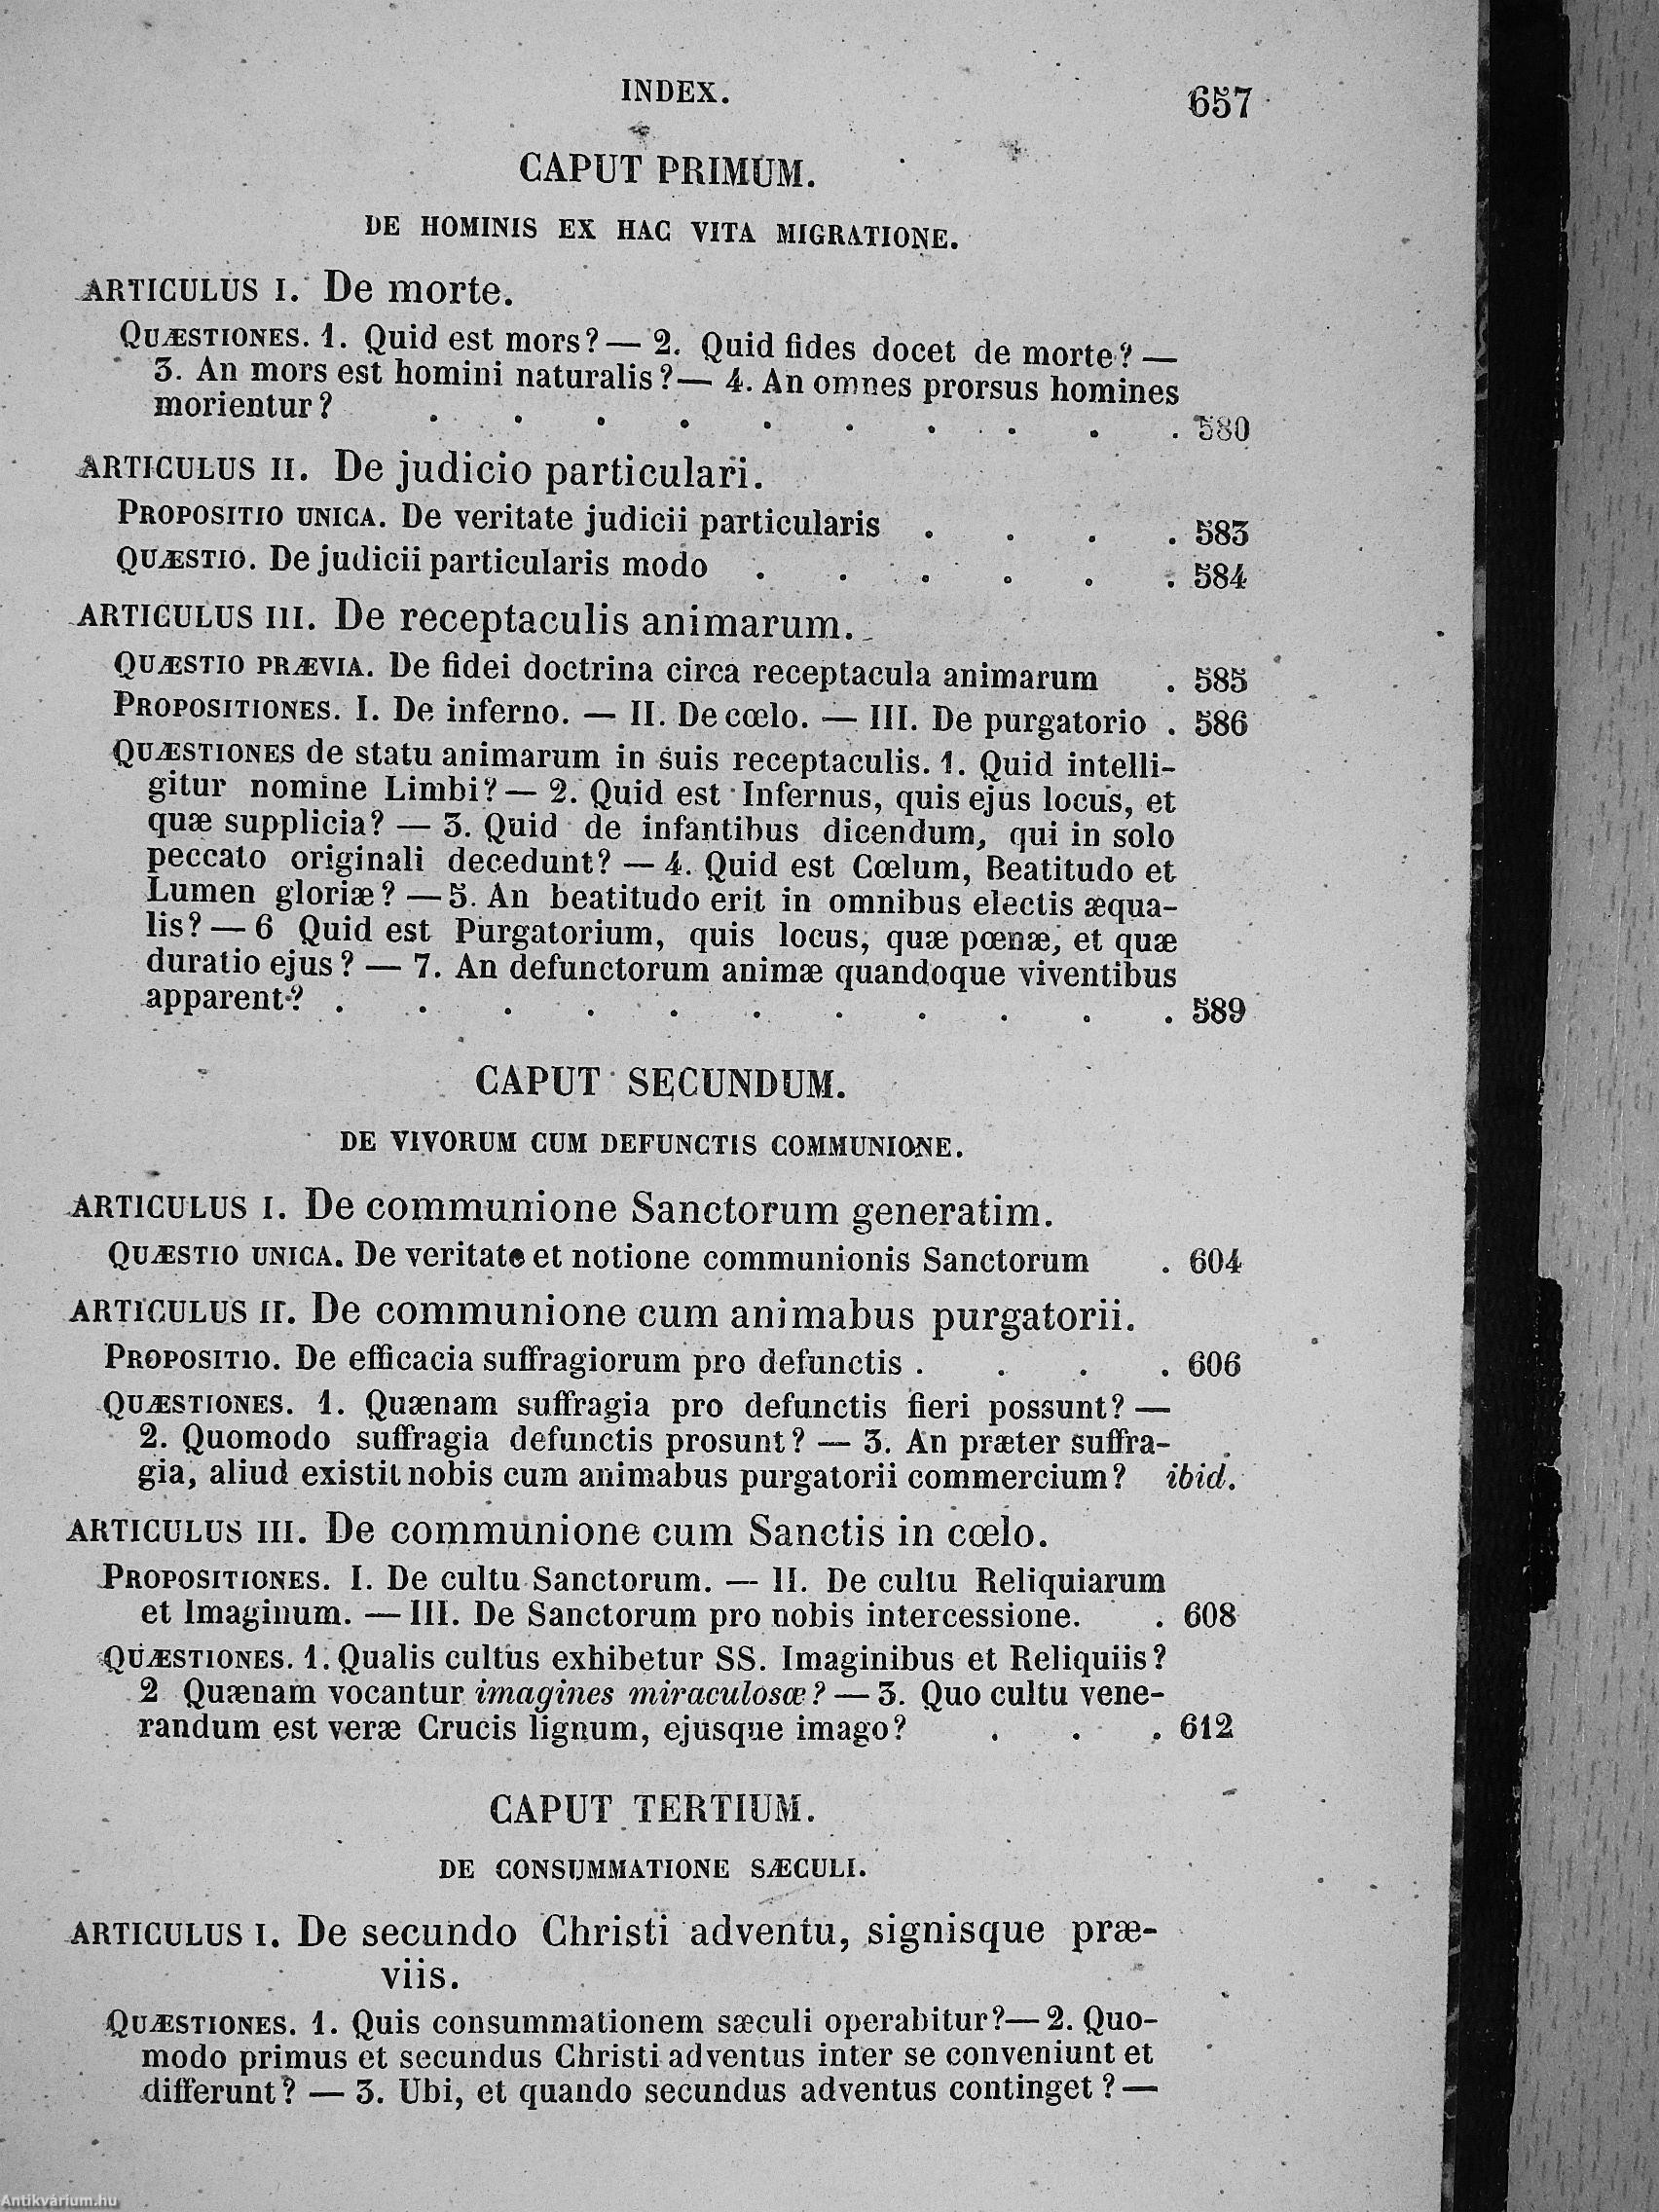 INDEX. 657
CAPUT PRIMUM.
DE HOMINIS EX HAC VITA MIGRATIONE.
ARTICULUS I. De morte.
QUÆSTIONES. 1. Quid est mors? — 2. Quid fides docet de morte? —
3. An mors est homini naturalis? — 4. An omnes prorsus homines
morientur? . . . . . . . . . . 580
ARTICULUS II. De judicio particulari.
PROPOSITIO UNICA. De veritate judicii particularis . . . . 583
QUÆSTIO. De judicii particularis modo . . . . . . 584
ARTICULUS III. De receptaculis animarum.
QUÆSTIO PRÆVIA. De fidei doctrina circa receptacula animarum . 585
PROPOSITIONES. I. De inferno. — II. De cœlo. — III. De purgatorio . 586
QUÆSTIONES de statu animarum in suis receptaculis. 1. Quid intelli-
gitur nomine Limbi? — 2. Quid est Infernus, quis ejus locus, et
quæ supplicia? — 3. Quid de infantibus dicendum, qui in solo
peccato originali decedunt? — 4. Quid est Cœlum, Beatitudo et
Lumen gloriæ? — 5. An beatitudo erit in omnibus electis æqua-
lis? — 6 Quid est Purgatorium, quis locus, quæ pœnæ, et quæ
duratio ejus? — 7. An defunctorum animæ quandoque viventibus
apparent? . . . . . . . . . . . 589
CAPUT SECUNDUM.
DE VIVORUM CUM DEFUNCTIS COMMUNIONE.
ARTICULUS I. De communione Sanctorum generatim.
QUÆSTIO UNICA. De veritate et notione communionis Sanctorum . 604
ARTICULUS II. De communione cum animabus purgatorii.
PROPOSITIO. De efficacia suffragiorum pro defunctis . . . . 606
QUÆSTIONES. 1. Quænam suffragia pro defunctis fieri possunt? —
2. Quomodo suffragia defunctis prosunt? — 3. An præter suffra-
gia, aliud existit nobis cum animabus purgatorii commercium? ibid.
ARTICULUS III. De communione cum Sanctis in cœlo.
PROPOSITIONES. I. De cultu Sanctorum. — II. De cultu Reliquiarum
et Imaginum. — III. De Sanctorum pro nobis intercessione. . 608
QUÆSTIONES. 1. Qualis cultus exhibetur SS. Imaginibus et Reliquiis?
2 Quænam vocantur imagines miraculosæ? — 3. Quo cultu vene-
randum est veræ Crucis lignum, ejusque imago? . . . 612
CAPUT TERTIUM.
DE CONSUMMATIONE SÆCULI.
ARTICULUS I. De secundo Christi adventu, signisque præ-
viis.
QUÆSTIONES. 1. Quis consummationem sæculi operabitur? — 2. Quo-
modo primus et secundus Christi adventus inter se conveniunt et
differunt? — 3. Ubi, et quando secundus adventus continget? —
Antikvárium.hu